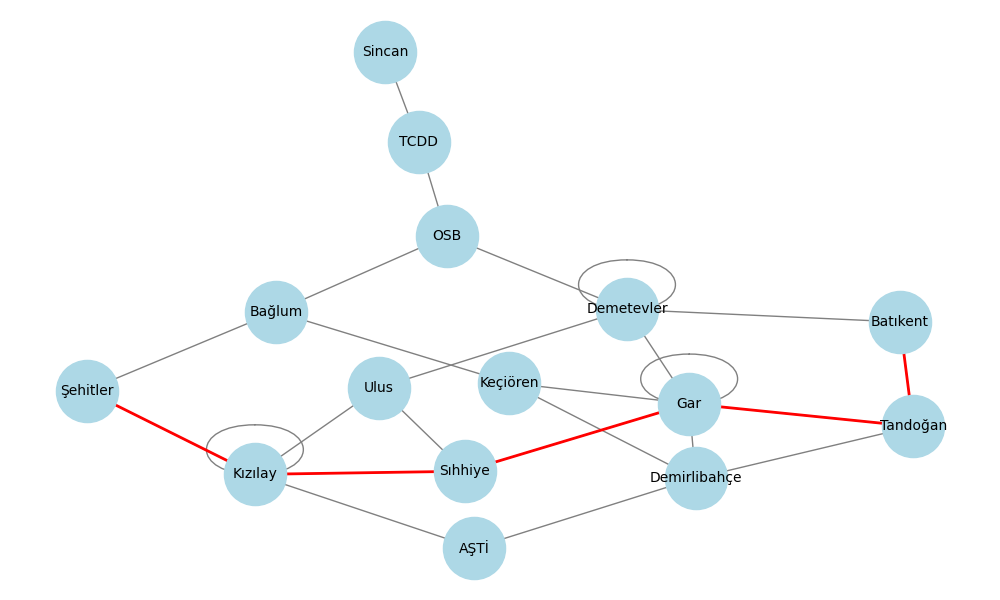 Sincan
TCDD
OSB
Demetevler
Bağlum
Batıkent
Keçiören
Ulus
Şehitler
Gar
Tandoğan
Sıhhiye
Kızılay
Demirlibahçe
AŞTİ